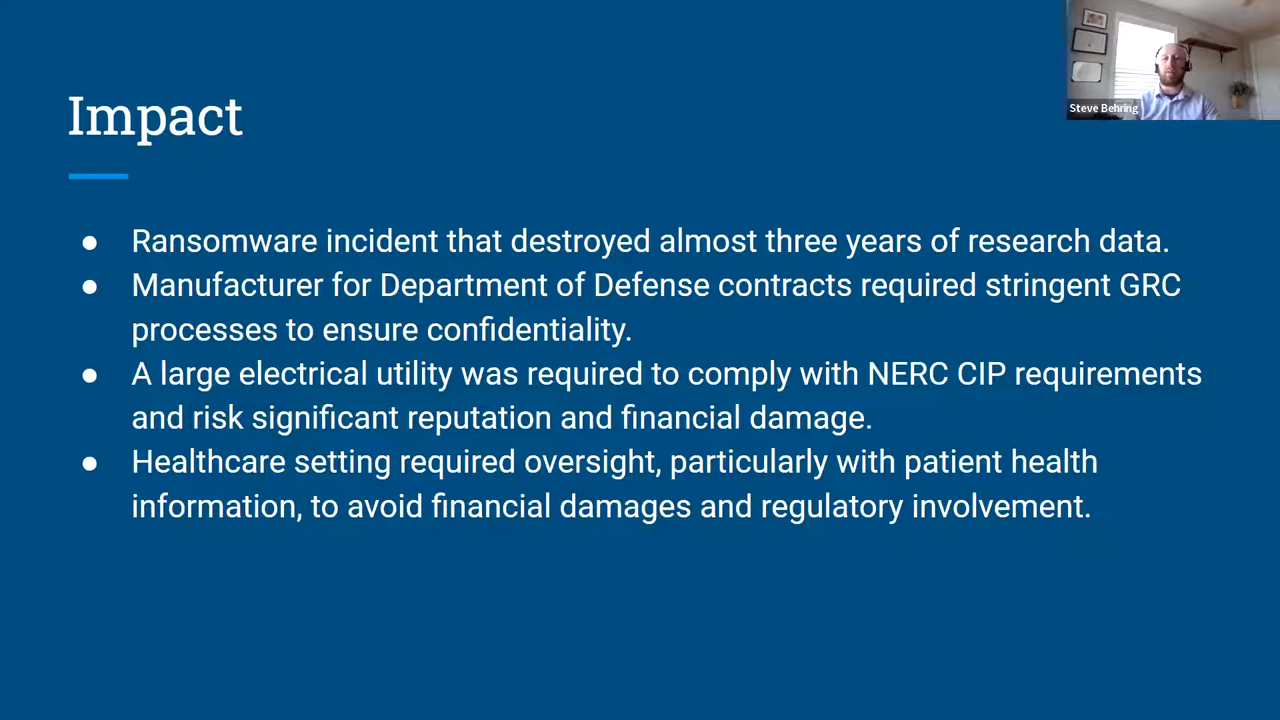 Impact
Steve Behring
● Ransomware incident that destroyed almost three years of research data.
● Manufacturer for Department of Defense contracts required stringent GRC
processes to ensure confidentiality.
● A large electrical utility was required to comply with NERC CIP requirements
and risk significant reputation and financial damage.
● Healthcare setting required oversight, particularly with patient health
information, to avoid financial damages and regulatory involvement.